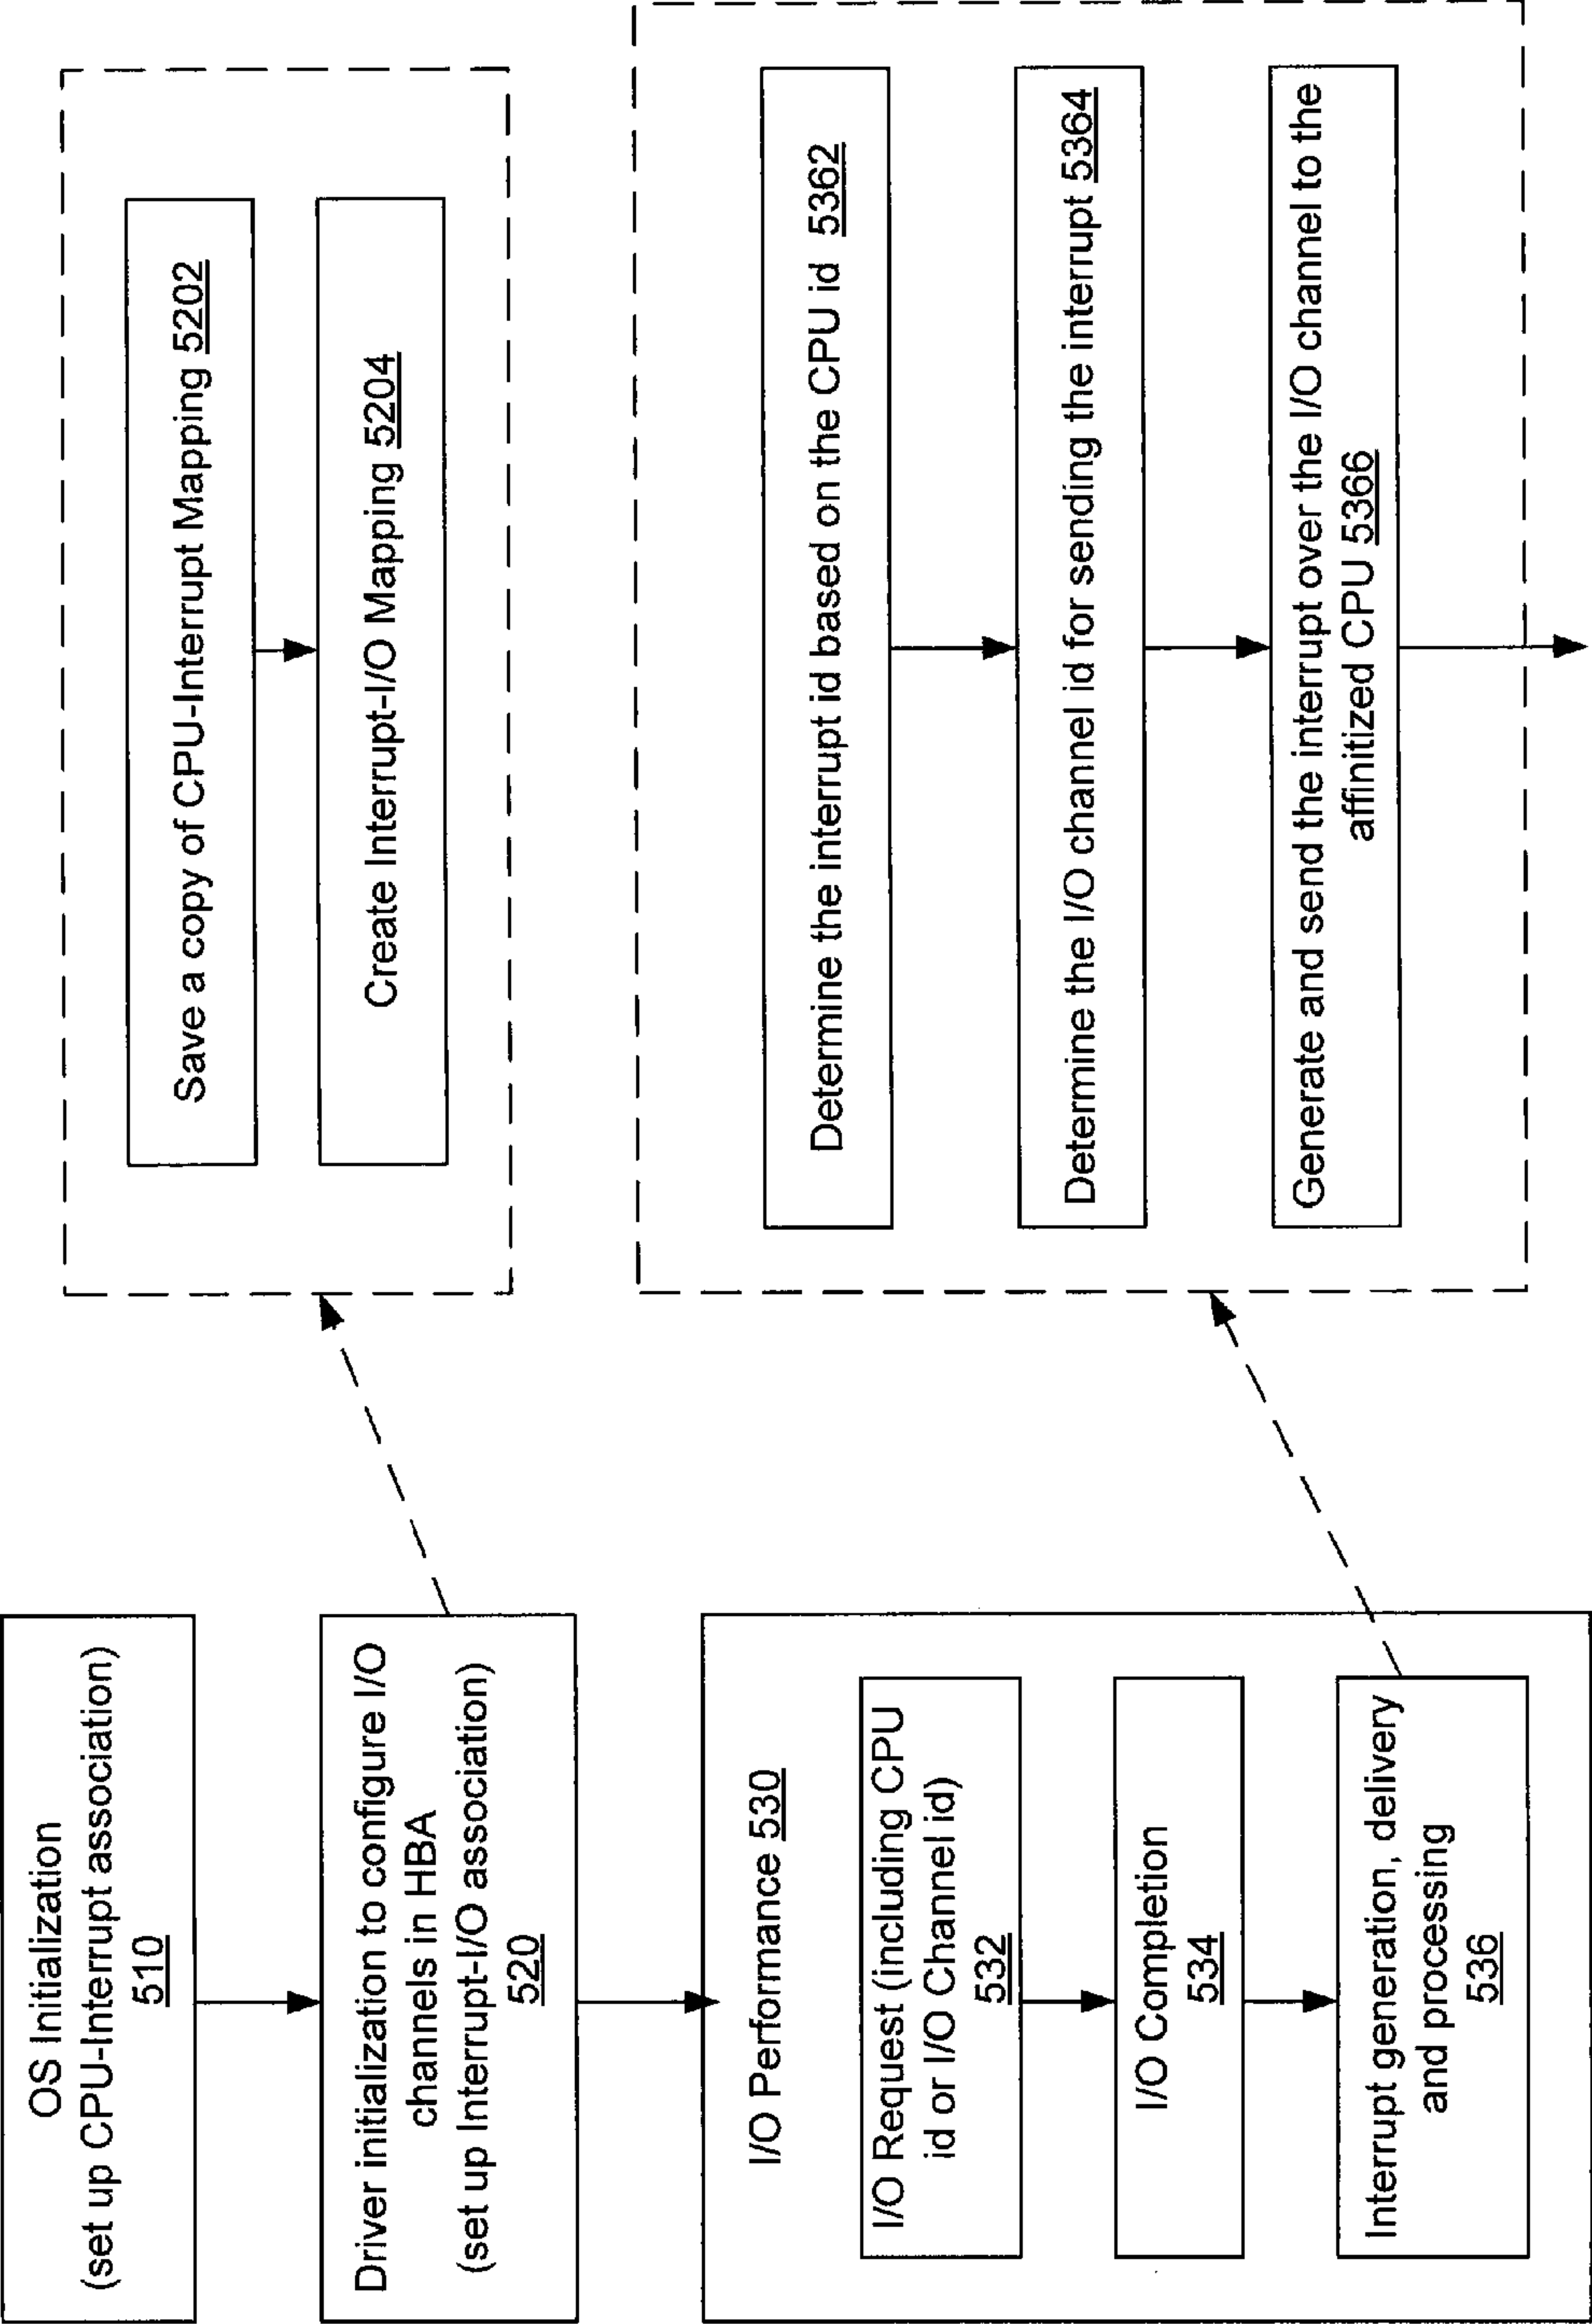 OS Initialization
(set up CPU-Interrupt association)
510
Driver initialization to configure I/O
channels in HBA
(set up Interrupt-I/O association)
520
I/O Performance 530
I/O Request (including CPU
id or I/O Channel id)
532
I/O Completion
534
Interrupt generation, delivery
and processing
536
Save a copy of CPU-Interrupt Mapping 5202
Create Interrupt-I/O Mapping 5204
Determine the interrupt id based on the CPU id 5362
Determine the I/O channel id for sending the interrupt 5364
Generate and send the interrupt over the I/O channel to the
affinitized CPU 5366